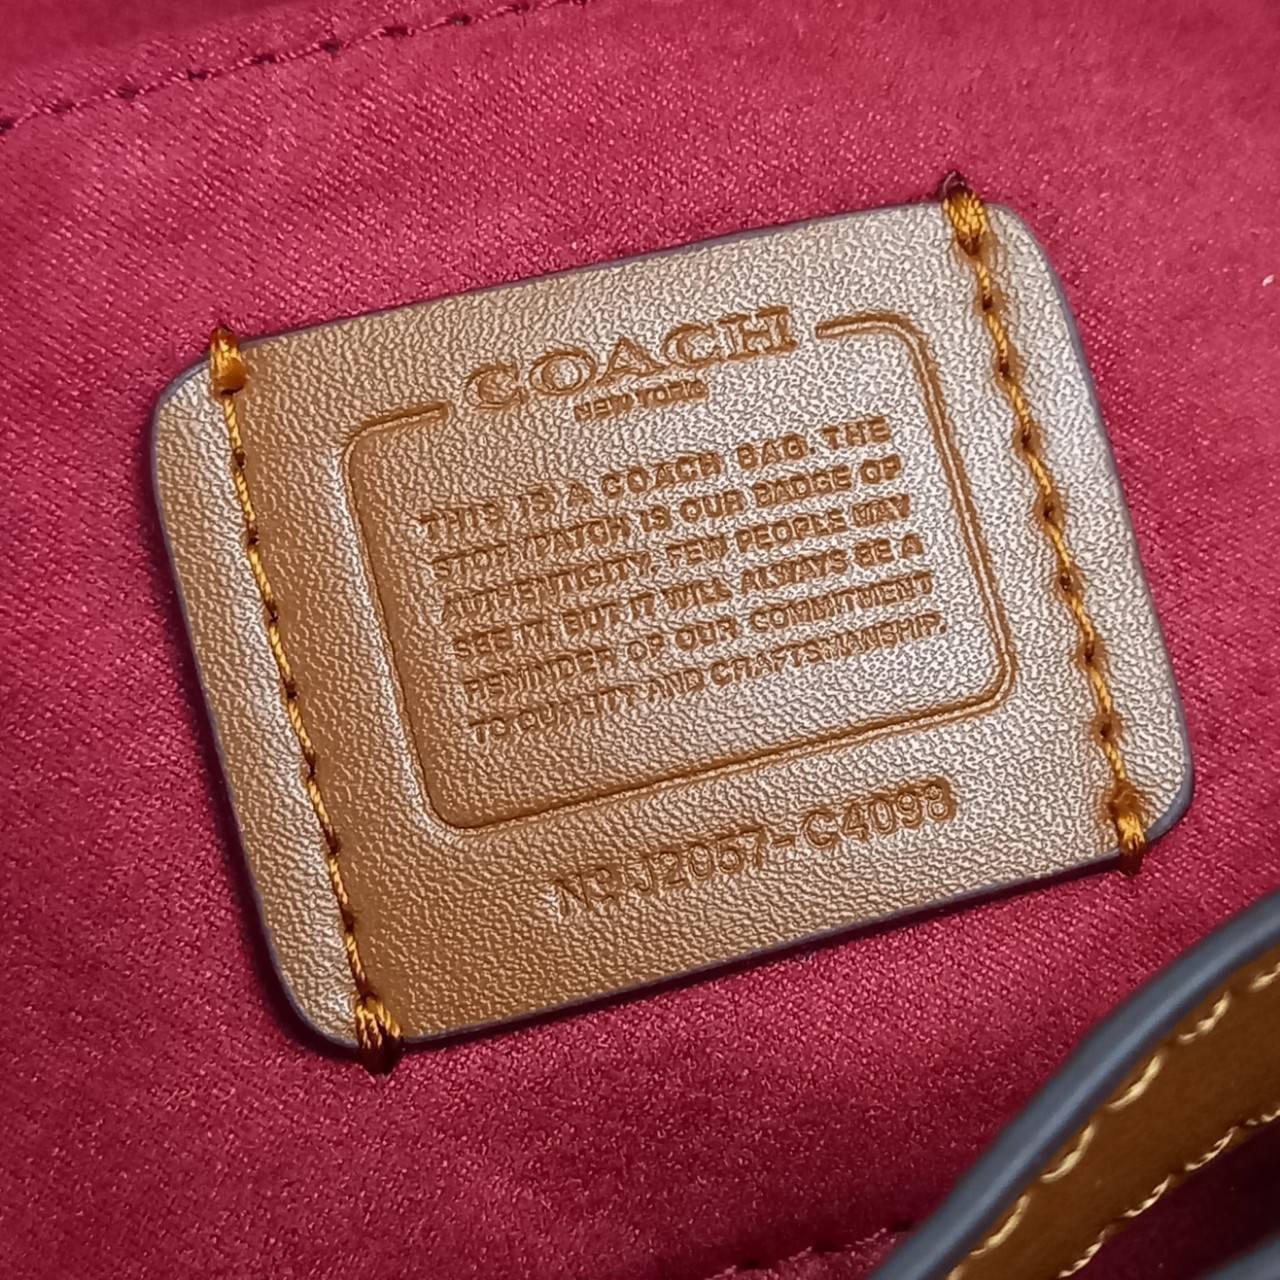 COACH
NEW YORK
THIS IS A COACH BAG. THE
STORYPATCH IS OUR BADGE OF
AUTHENTICITY. FEW PEOPLE MAY
SEE IT, BUT IT WILL ALWAYS BE A
REMINDER OF OUR COMMITMENT
TO QUALITY AND CRAFTSMANSHIP.
NO J2057-C4093